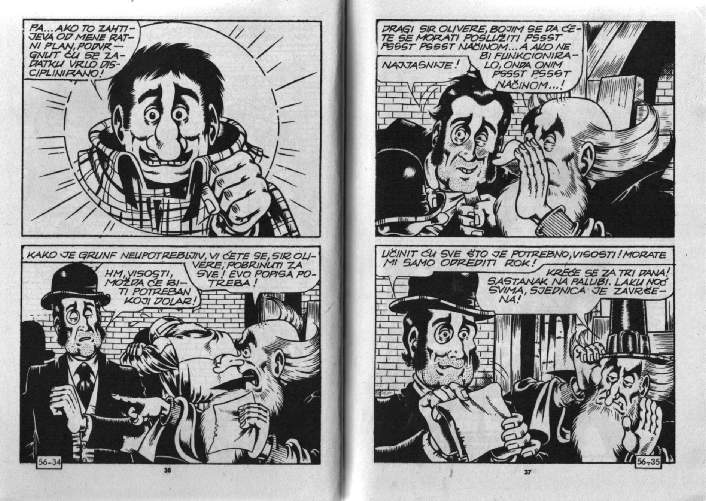 PA...AKO TO ZAHTI-
JEVA OD MENE RAT-
NI PLAN, PODVR-
GNUT ĆU SE ZA-
DATKU VRLO DIS-
CIPLINIRANO!
KAKO JE GRUNF NEUPOTREBLJIV, VI ĆETE SE, SIR OLI-
VERE, POBRINUTI ZA
SVE! EVO POPISA PO-
TREBA!
HM, VISOSTI,
MOŽDA ĆE BI-
TI POTREBAN
KOJI DOLAR!
56-34
36
DRAGI SIR OLIVERE, BOJIM SE DA ĆE-
TE SE MORATI POSLUŽITI PSSST
PSSST PSSST NAČINOM...A AKO NE
BI FUNKCIONIRA-
LO, ONDA ONIM
PSSST PSSST
NAČINOM...!
NAJJASNIJE!
UČINIT ĆU SVE ŠTO JE POTREBNO, VISOSTI! MORATE
MI SAMO ODREDITI ROK!
KREĆE SE ZA TRI DANA!
SASTANAK NA PALUBI. LAKU NOĆ
SVIMA, SJEDNICA JE ZAVRŠE-
NA!
37
56-35